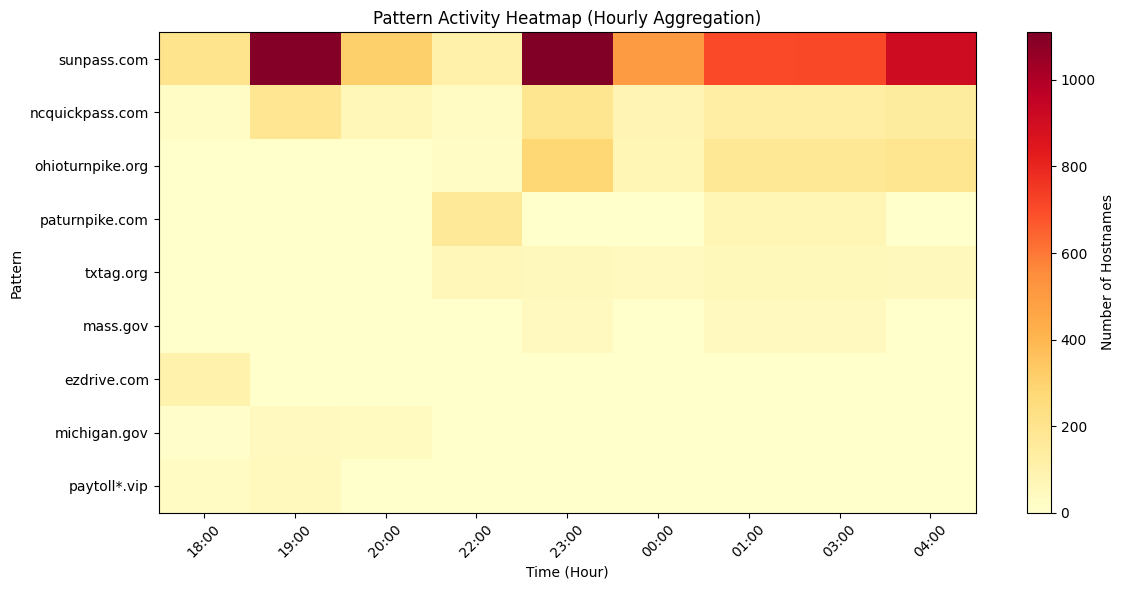 Pattern Activity Heatmap (Hourly Aggregation)
Pattern
sunpass.com
ncquickpass.com
ohioturnpike.org
paturnpike.com
txtag.org
mass.gov
ezdrive.com
michigan.gov
paytoll*.vip
18:00 19:00 20:00 22:00 23:00 00:00 01:00 03:00 04:00
Time (Hour)
1000
800
600
400
200
0
Number of Hostnames